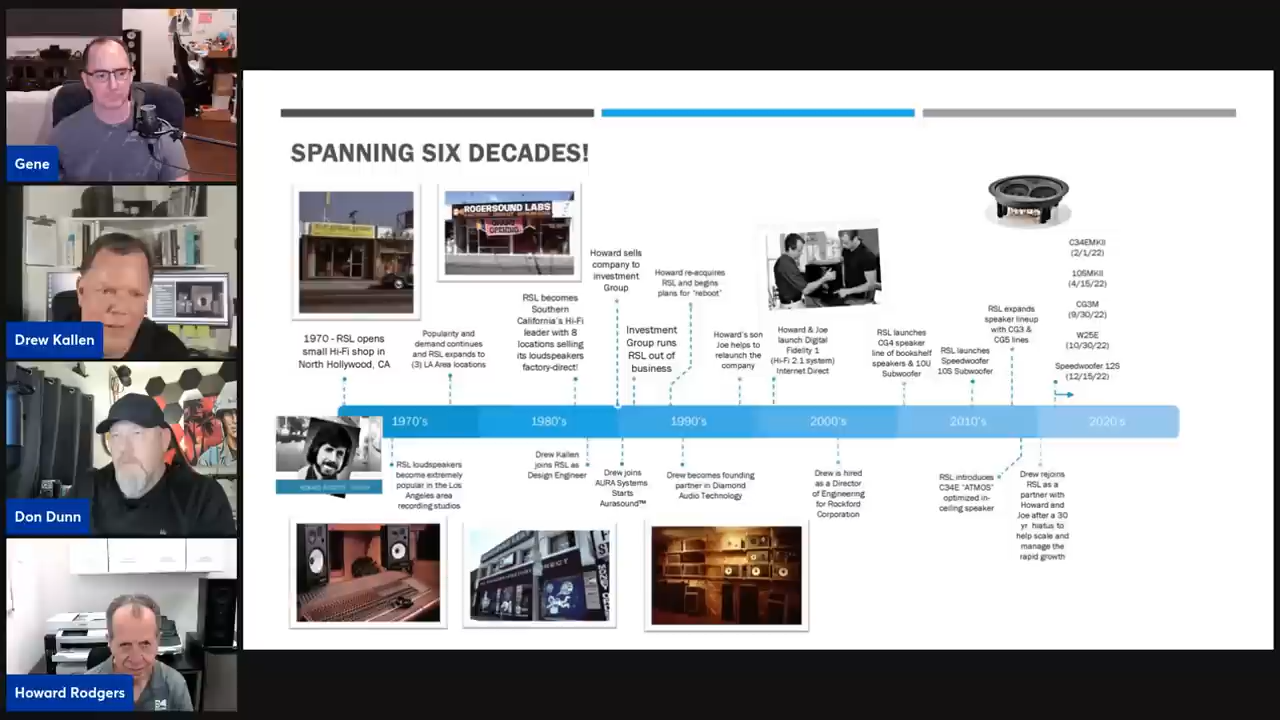 Gene
Drew Kallen
Don Dunn
Howard Rodgers
SPANNING SIX DECADES!
ROGERSOUND LABS
GRAND
OPENING
1970 - RSL opens
small Hi-Fi shop in
North Hollywood, CA
Popularity and
demand continues
and RSL expands to
(3) LA Area locations
RSL becomes
Southern
California's Hi-Fi
leader with 8
locations selling
its loudspeakers
factory-direct!
Howard sells
company to
investment
Group
Investment
Group runs
RSL out of
business
Howard re-acquires
RSL and begins
plans for "reboot"
Howard's son
Joe helps to
relaunch the
company
Howard & Joe
launch Digital
Fidelity 1
(Hi-Fi 2.1 system)
Internet Direct
RSL launches
CG4 speaker
line of bookshelf
speakers & 10U
Subwoofer
RSL launches
Speedwoofer
10S Subwoofer
RSL expands
speaker lineup
with CG3 &
CG5 lines
C34EMKII
(2/1/22)
10SMKII
(4/15/22)
CG3M
(9/30/22)
W25E
(10/30/22)
Speedwoofer 12S
(12/15/22)
1970's
1980's
1990's
2000's
2010's
2020's
RSL loudspeakers
become extremely
popular in the Los
Angeles area
recording studios
Drew Kallen
joins RSL as
Design Engineer
Drew joins
AURA Systems
Starts
Aurasound™
Drew becomes founding
partner in Diamond
Audio Technology
Drew is hired
as a Director
of Engineering
for Rockford
Corporation
RSL introduces
C34E "ATMOS"
optimized in-
ceiling speaker
Drew rejoins
RSL as a
partner with
Howard and
Joe after a 30
yr hiatus to
help scale and
manage the
rapid growth